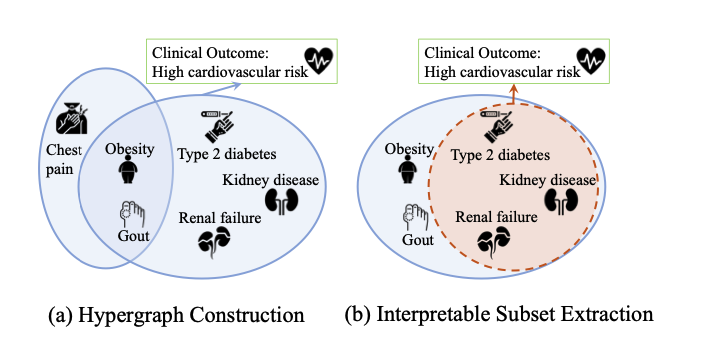 Clinical Outcome:
High cardiovascular risk
Chest
pain
Obesity
Type 2 diabetes
Kidney disease
Renal failure
Gout
(a) Hypergraph Construction
Clinical Outcome:
High cardiovascular risk
Obesity
Type 2 diabetes
Kidney disease
Renal failure
Gout
(b) Interpretable Subset Extraction